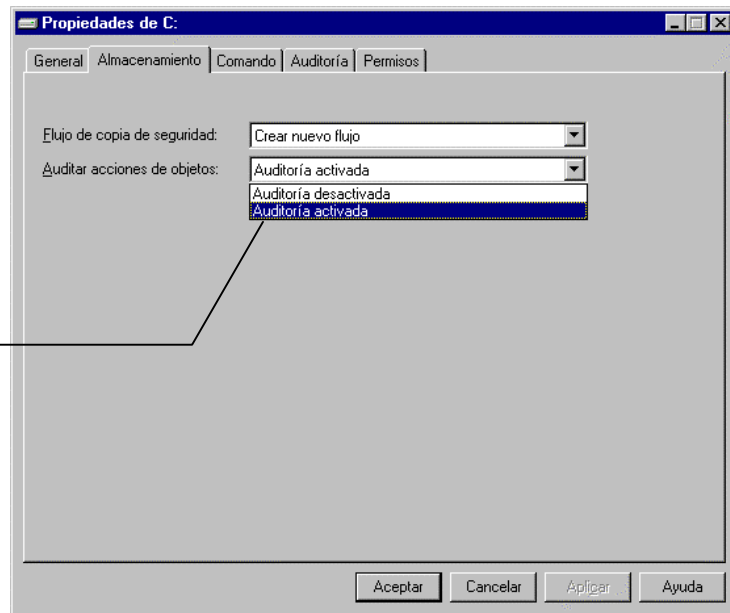 Propiedades de C:
General Almacenamiento Comando Auditoría Permisos
Flujo de copia de seguridad: Crear nuevo flujo
Auditar acciones de objetos: Auditoría activada
Auditoría desactivada
Auditoría activada
Aceptar Cancelar Aplicar Ayuda